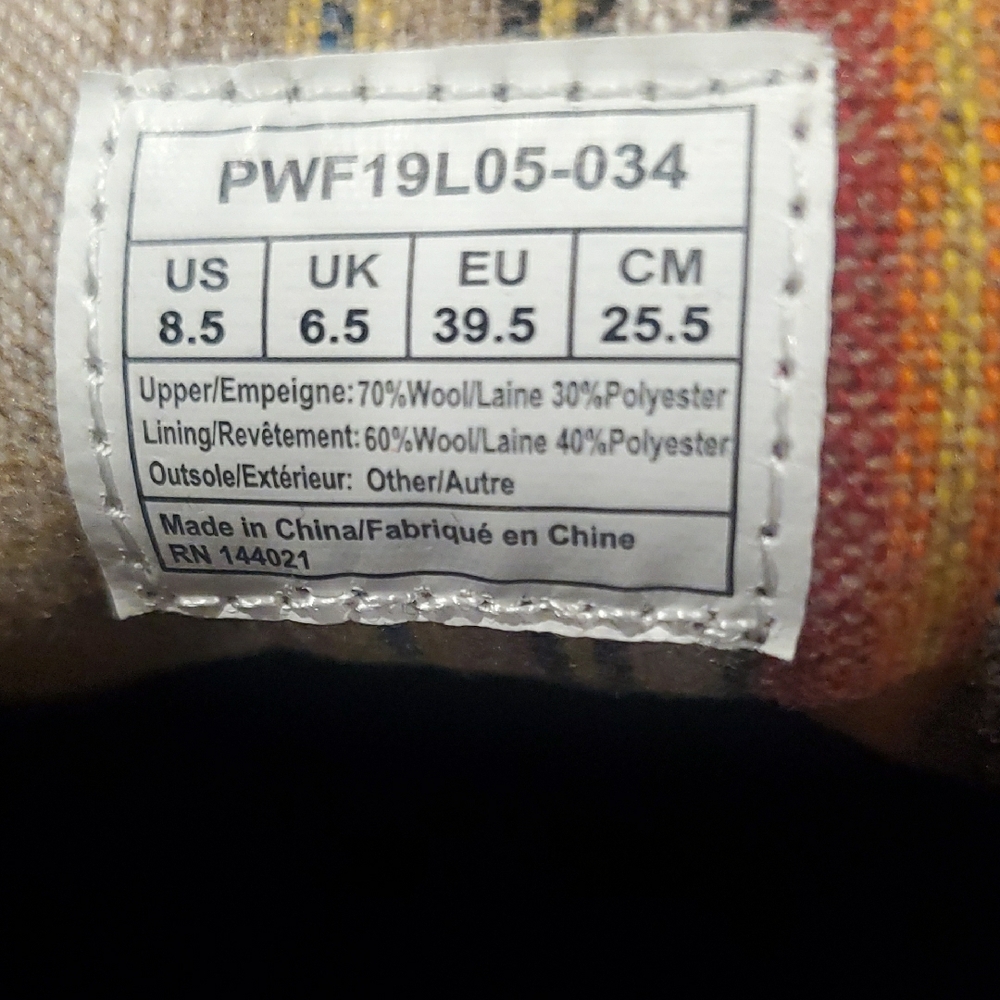 PWF19L05-034
US UK EU CM
8.5 6.5 39.5 25.5
Upper/Empeigne: 70%Wool/Laine 30%Polyester
Lining/Revêtement: 60%Wool/Laine 40%Polyester
Outsole/Extérieur: Other/Autre
Made in China/Fabriqué en Chine
RN 144021